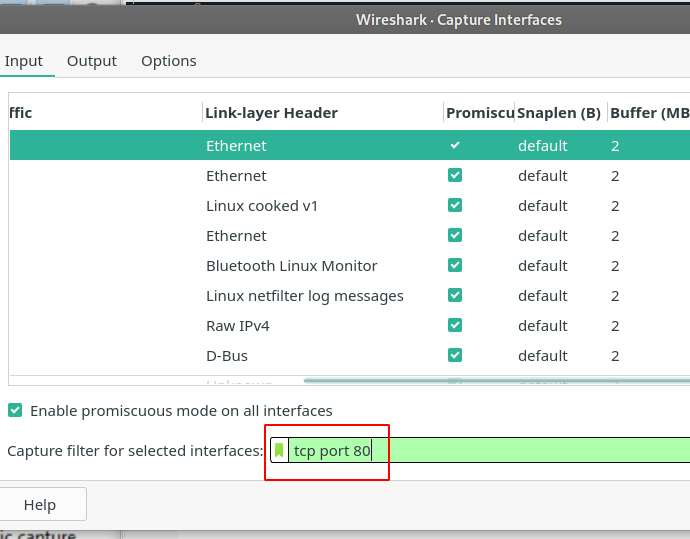 Wireshark · Capture Interfaces
Input Output Options
ffic Link-layer Header Promiscu Snaplen (B) Buffer (MB
Ethernet default 2
Ethernet default 2
Linux cooked v1 default 2
Ethernet default 2
Bluetooth Linux Monitor default 2
Linux netfilter log messages default 2
Raw IPv4 default 2
D-Bus default 2
Enable promiscuous mode on all interfaces
Capture filter for selected interfaces: tcp port 80
Help
ic capture